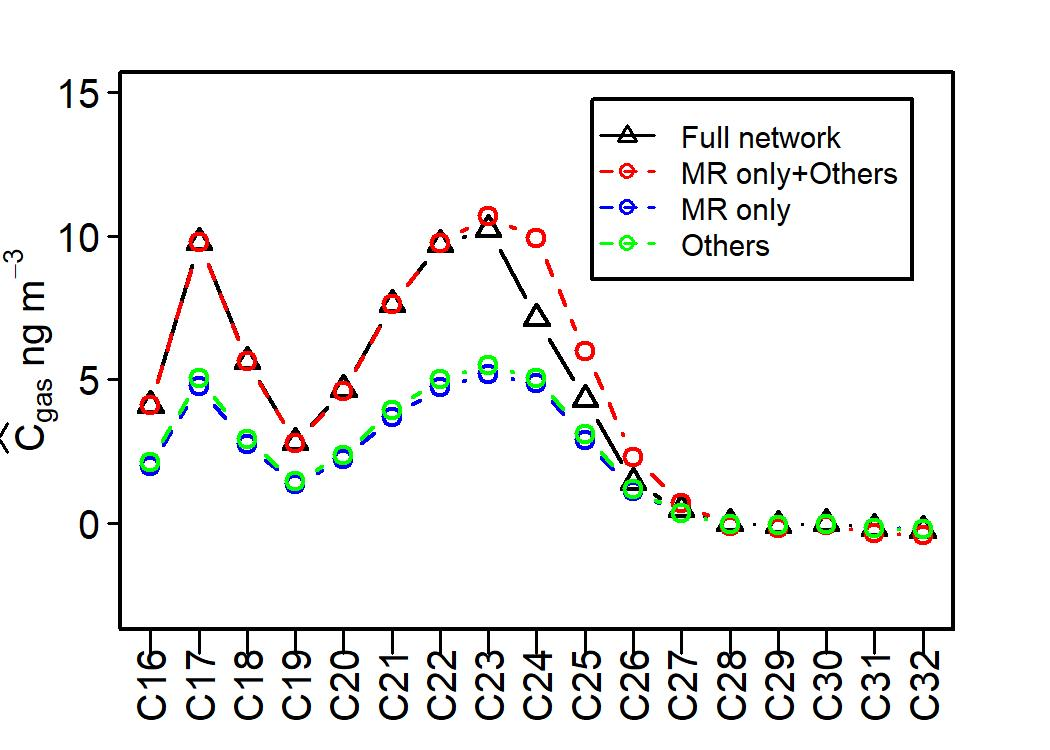 15
10
5
0
Ĉgas ng m−3
Full network
MR only+Others
MR only
Others
C16
C17
C18
C19
C20
C21
C22
C23
C24
C25
C26
C27
C28
C29
C30
C31
C32